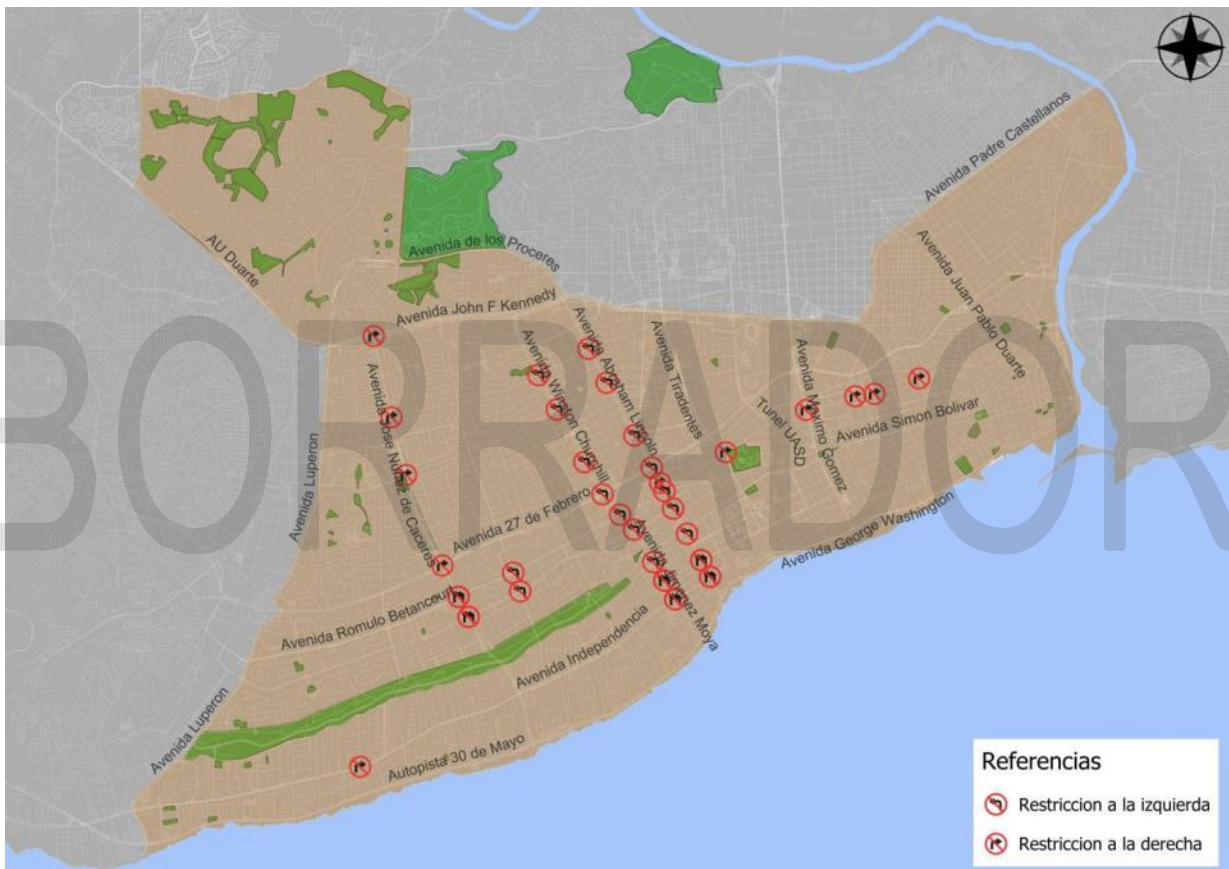 Avenida Padre Castellanos
Avenida de los Proceres
AU Duarte
Avenida Juan Pablo Duarte
Avenida John F Kennedy
BORRADOR
Avenida Jose Nuñez de Caceres
Avenida Winston Churchill
Avenida Abraham Lincoln
Avenida Tiradentes
Avenida Maximo Gomez
Tunel UASD
Avenida Simon Bolivar
Avenida Luperon
Avenida 27 de Febrero
Avenida George Washington
Avenida Romulo Betancourt
Avenida Jimenez Moya
Avenida Independencia
Avenida Luperon
Autopista 30 de Mayo
Referencias
Restriccion a la izquierda
Restriccion a la derecha